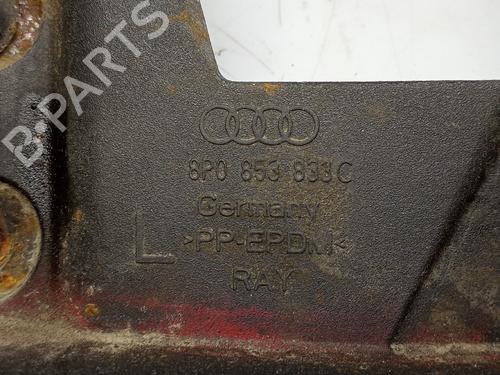 8P0 853 833 C
Germany
L >PP-EPDM<
RAY
B-PARTS